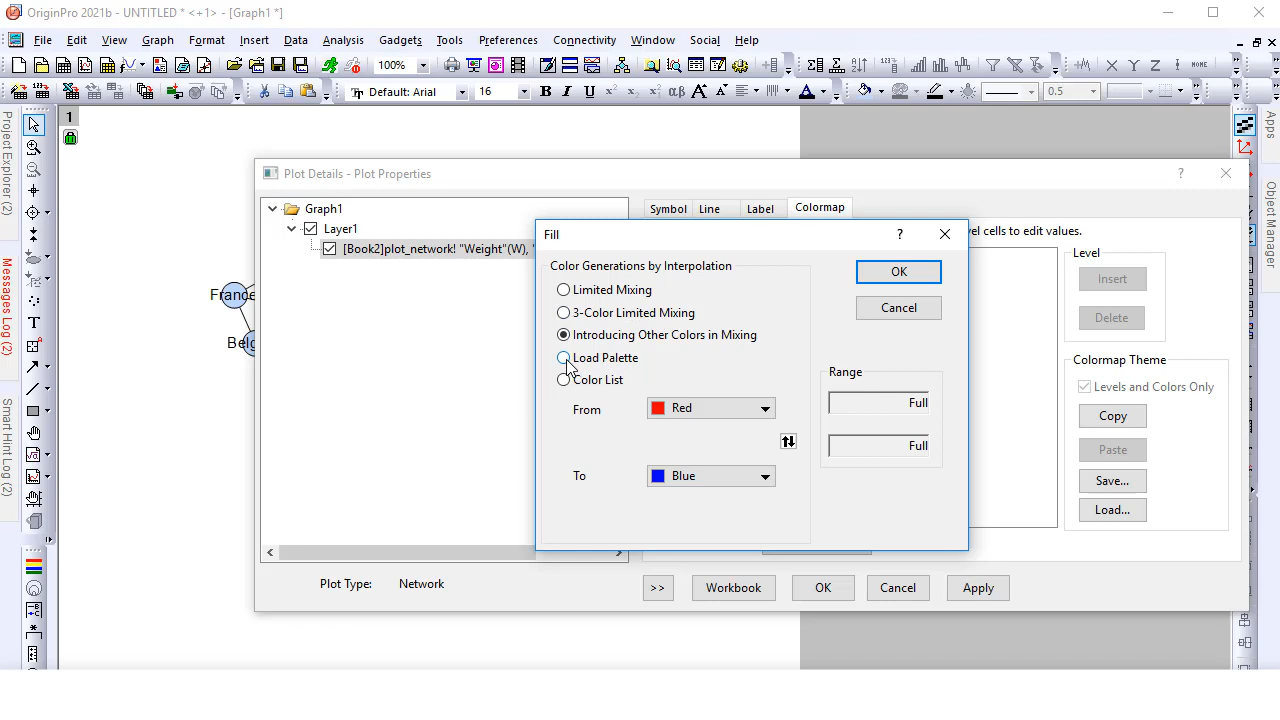 OriginPro 2021b - UNTITLED * <+1> - [Graph1 *]
File Edit View Graph Format Insert Data Analysis Gadgets Tools Preferences Connectivity Window Social Help
100%
Default: Arial 16 B I U 0.5
1
Project Explorer (2)
Messages Log (2)
Smart Hint Log (2)
Apps
Object Manager
France
Belg
Plot Details - Plot Properties
Graph1
Layer1
[Book2]plot_network! "Weight"(W),
Symbol Line Label Colormap
vel cells to edit values.
Level
Insert
Delete
Colormap Theme
Levels and Colors Only
Copy
Paste
Save...
Load...
Fill
Color Generations by Interpolation
Limited Mixing
3-Color Limited Mixing
Introducing Other Colors in Mixing
Load Palette
Color List
From Red
To Blue
OK
Cancel
Range
Full
Full
Plot Type: Network
>> Workbook OK Cancel Apply